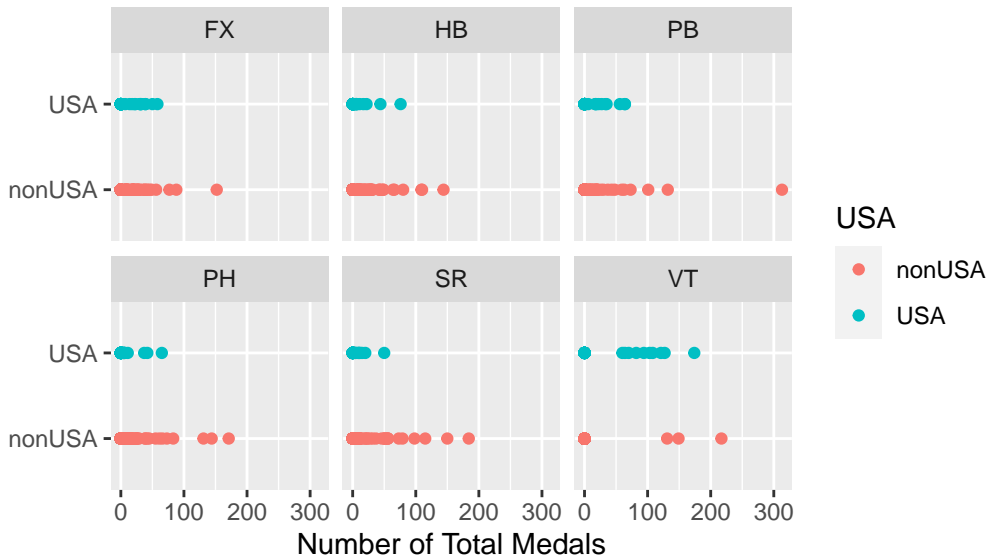 FX HB PB
USA
nonUSA
PH SR VT
USA
nonUSA
0 100 200 300 0 100 200 300 0 100 200 300
Number of Total Medals
USA
nonUSA
USA